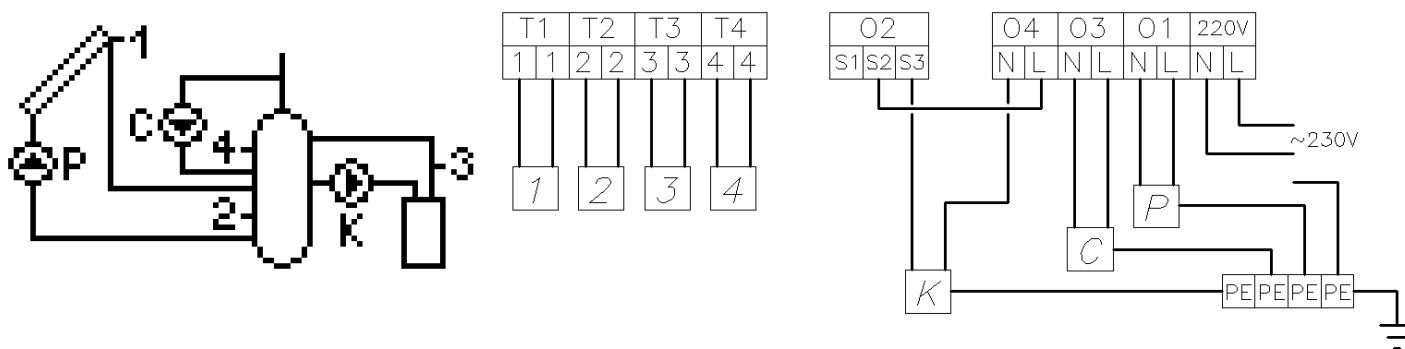 1
C
4
P
3
2
K
T1 T2 T3 T4
1 1 2 2 3 3 4 4
1 2 3 4
O2
S1 S2 S3
O4 O3 O1 220V
N L N L N L N L
~230V
P
C
K
PE PE PE PE